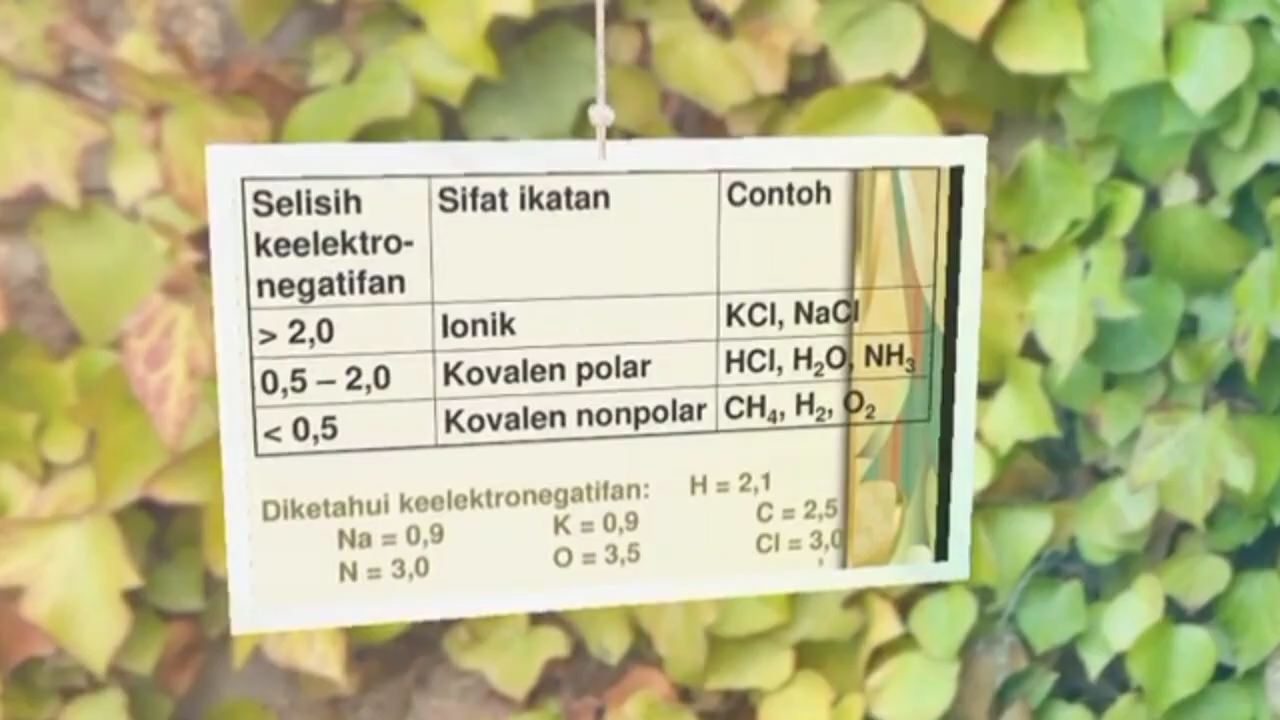 Selisih keelektro-negatifan Sifat ikatan Contoh
> 2,0 Ionik KCl, NaCl
0,5 – 2,0 Kovalen polar HCl, H₂O, NH₃
< 0,5 Kovalen nonpolar CH₄, H₂, O₂
Diketahui keelektronegatifan: H = 2,1
Na = 0,9 K = 0,9 C = 2,5
N = 3,0 O = 3,5 Cl = 3,0